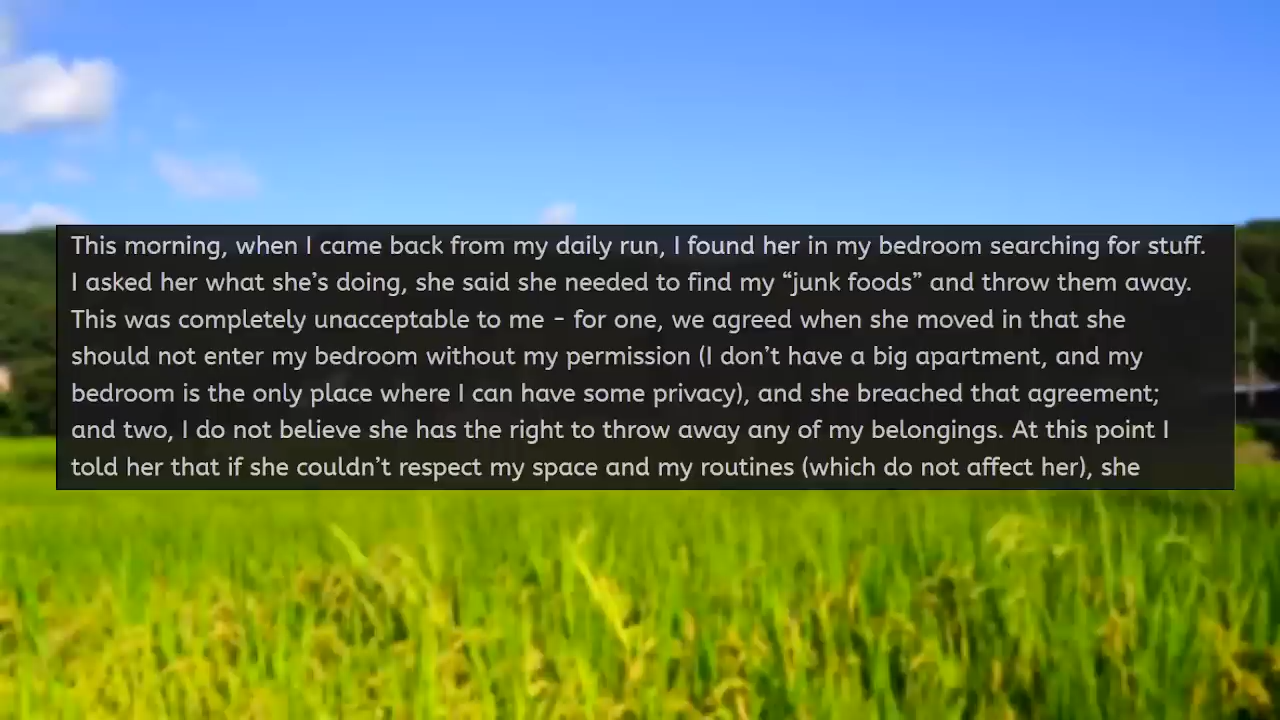 This morning, when I came back from my daily run, I found her in my bedroom searching for stuff.
I asked her what she’s doing, she said she needed to find my “junk foods” and throw them away.
This was completely unacceptable to me - for one, we agreed when she moved in that she
should not enter my bedroom without my permission (I don’t have a big apartment, and my
bedroom is the only place where I can have some privacy), and she breached that agreement;
and two, I do not believe she has the right to throw away any of my belongings. At this point I
told her that if she couldn’t respect my space and my routines (which do not affect her), she